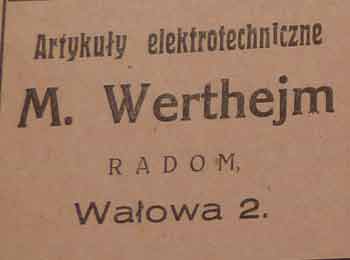 Artykuły elektrotechniczne
M. Werthejm
RADOM,
Wałowa 2.